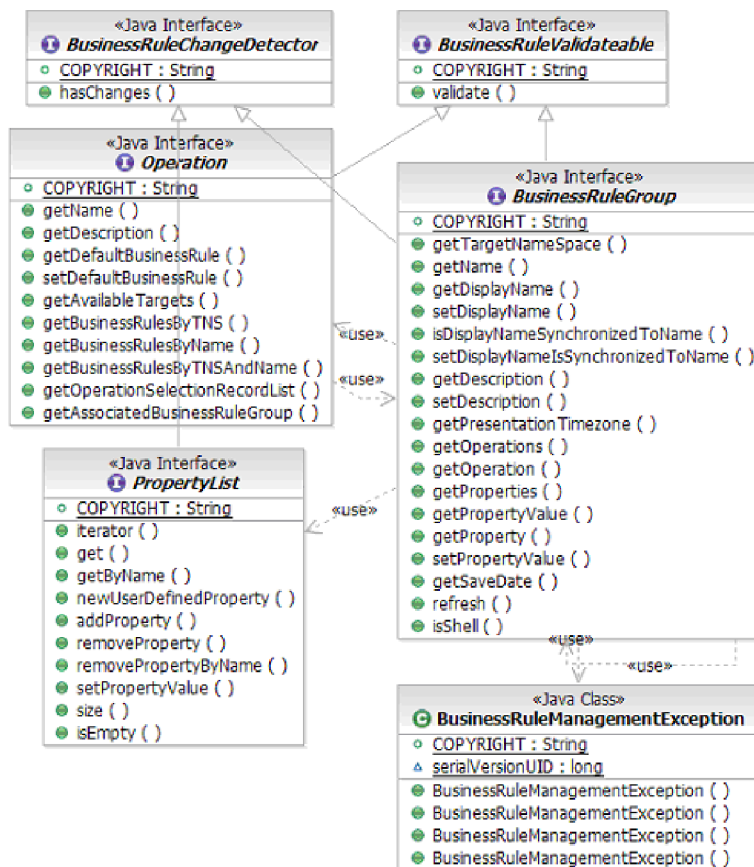 «Java Interface»
BusinessRuleChangeDetector
COPYRIGHT : String
hasChanges ( )
«Java Interface»
BusinessRuleValidateable
COPYRIGHT : String
validate ( )
«Java Interface»
Operation
COPYRIGHT : String
getName ( )
getDescription ( )
getDefaultBusinessRule ( )
setDefaultBusinessRule ( )
getAvailableTargets ( )
getBusinessRulesByTNS ( )
getBusinessRulesByName ( )
getBusinessRulesByTNSAndName ( )
getOperationSelectionRecordList ( )
getAssociatedBusinessRuleGroup ( )
«use»
«use»
«Java Interface»
BusinessRuleGroup
COPYRIGHT : String
getTargetNameSpace ( )
getName ( )
getDisplayName ( )
setDisplayName ( )
isDisplayNameSynchronizedToName ( )
setDisplayNameIsSynchronizedToName ( )
getDescription ( )
setDescription ( )
getPresentationTimezone ( )
getOperations ( )
getOperation ( )
getProperties ( )
getPropertyValue ( )
getProperty ( )
setPropertyValue ( )
getSaveDate ( )
refresh ( )
isShell ( )
«Java Interface»
PropertyList
COPYRIGHT : String
iterator ( )
get ( )
getByName ( )
newUserDefinedProperty ( )
addProperty ( )
removeProperty ( )
removePropertyByName ( )
setPropertyValue ( )
size ( )
isEmpty ( )
«use»
«use»
«use»
«Java Class»
BusinessRuleManagementException
COPYRIGHT : String
serialVersionUID : long
BusinessRuleManagementException ( )
BusinessRuleManagementException ( )
BusinessRuleManagementException ( )
BusinessRuleManagementException ( )